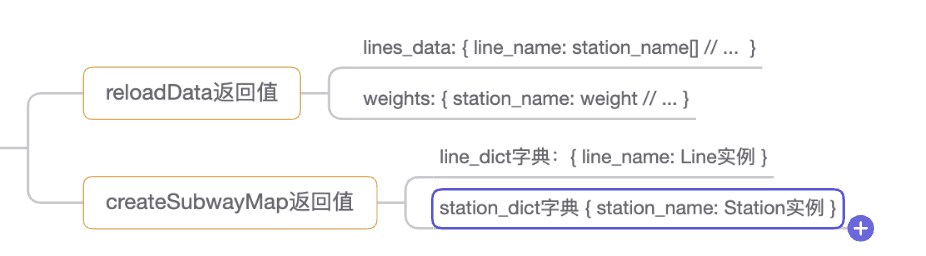 lines_data: { line_name: station_name[] // ...  }
reloadData返回值
weights: { station_name: weight // ... }
line_dict字典：{ line_name: Line实例 }
createSubwayMap返回值
station_dict字典 { station_name: Station实例 }